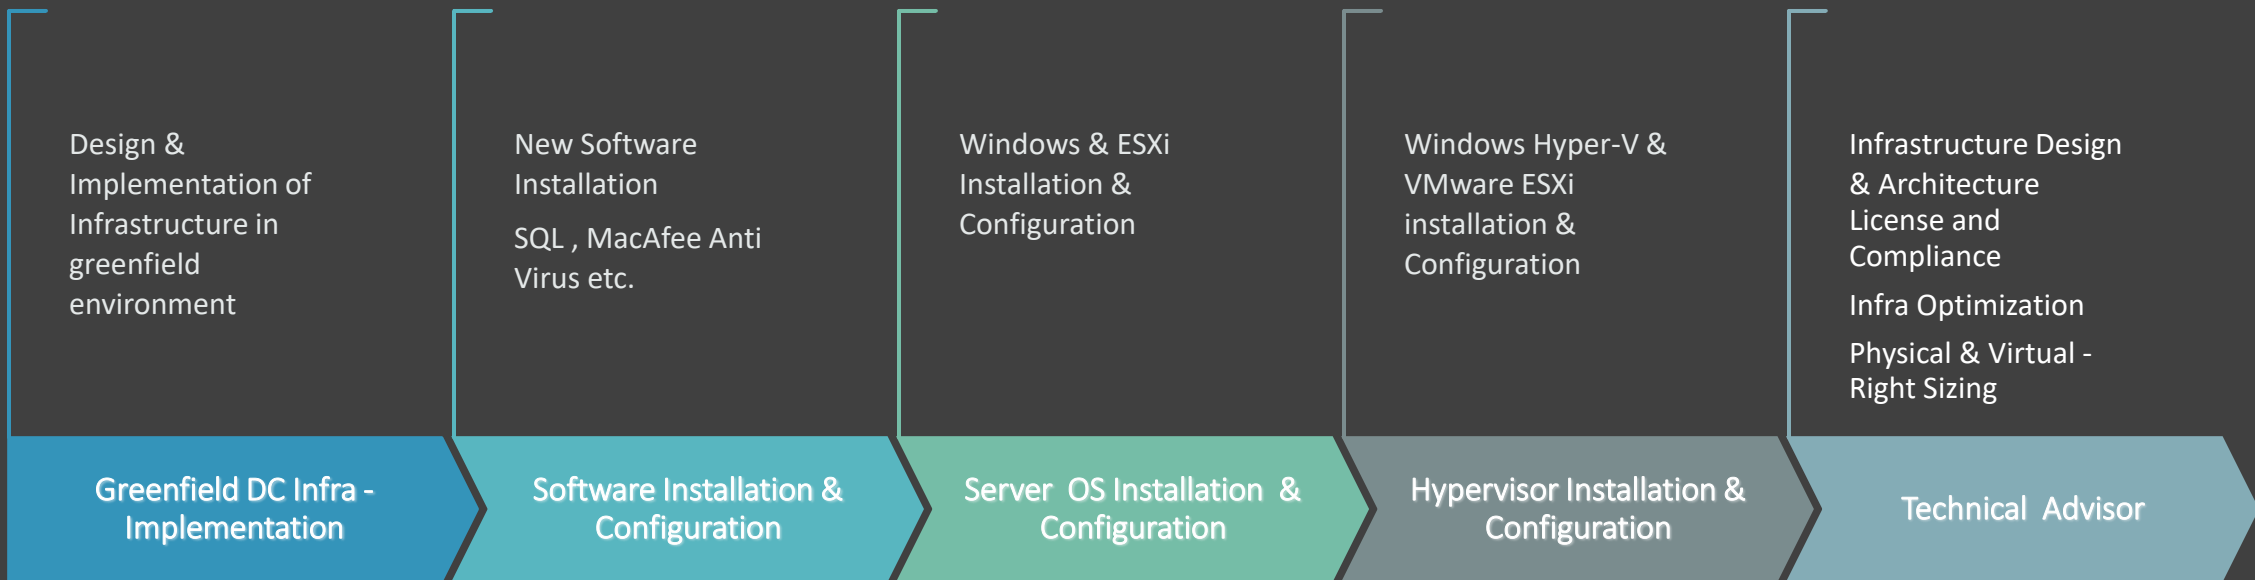 Design &
Implementation of
Infrastructure in
greenfield
environment
Greenfield DC Infra -
Implementation
New Software
Installation
SQL , MacAfee Anti
Virus etc.
Software Installation &
Configuration
Windows & ESXi
Installation &
Configuration
Server  OS Installation  &
Configuration
Windows Hyper-V &
VMware ESXi
installation &
Configuration
Hypervisor Installation &
Configuration
Infrastructure Design
& Architecture
License and
Compliance
Infra Optimization
Physical & Virtual -
Right Sizing
Technical  Advisor